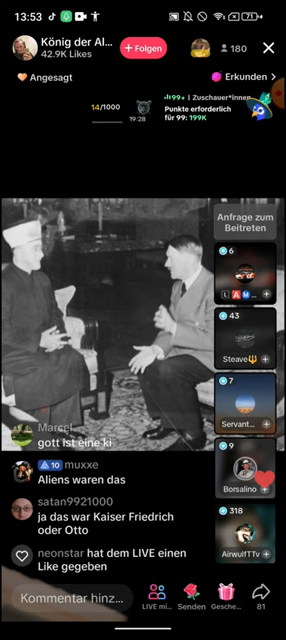 13:53
71
König der Al...
42.9K Likes
+ Folgen
180
Angesagt
Erkunden >
14/1000
19:28
99+ | Zuschauer*innen
Punkte erforderlich
für 99: 199K
Anfrage zum
Beitreten
6
LAM...
43
Steave
7
Servant...
9
Borsalino
318
AirwulfTTv
Marcel
gott ist eine ki
10 muxxe
Aliens waren das
satan9921000
ja das war Kaiser Friedrich
oder Otto
neonstar hat dem LIVE einen
Like gegeben
Kommentar hinz...
LIVE mi...
Senden
Gesche...
81